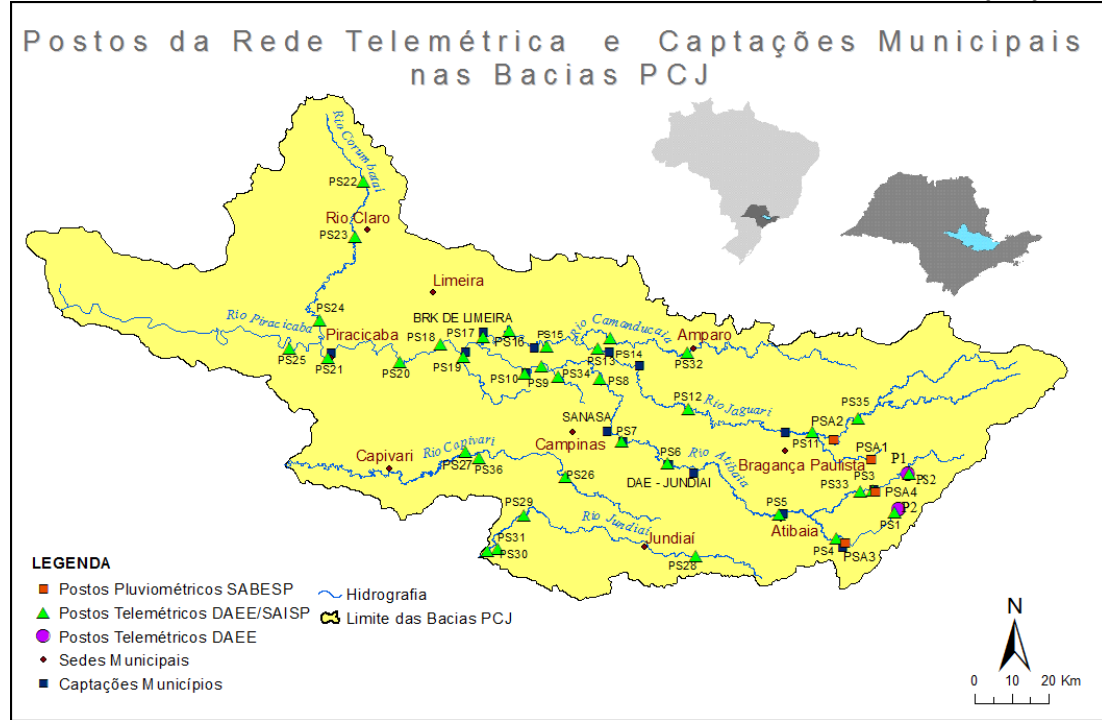 Postos da Rede Telemétrica e Captações Municipais
nas Bacias PCJ
Rio Corumbataí
PS22
Rio Claro
PS23
Limeira
PS24
Rio Piracicaba
BRK DE LIMEIRA
Rio Camanducaia
Amparo
Piracicaba
PS18
PS17
PS16
PS15
PS13
PS14
PS25
PS21
PS20
PS19
PS10
PS9
PS34
PS8
PS32
PS12
Rio Jaguari
PS35
PSA2
SANASA
PS7
PS11
PSA1
Campinas
Rio Capivari
PS6
Rio Atibaia
Bragança Paulista
P1
PS3
PS2
Capivari
PS27
PS36
PS26
DAE - JUNDIAI
PS33
PSA4
P2
PS29
PS5
PS1
Rio Jundiaí
Atibaia
PS31
PS30
Jundiaí
PS28
PS4
PSA3
LEGENDA
Postos Pluviométricos SABESP
Hidrografia
Postos Telemétricos DAEE/SAISP
Limite das Bacias PCJ
Postos Telemétricos DAEE
Sedes Municipais
Captações Municípios
N
0 10 20 Km